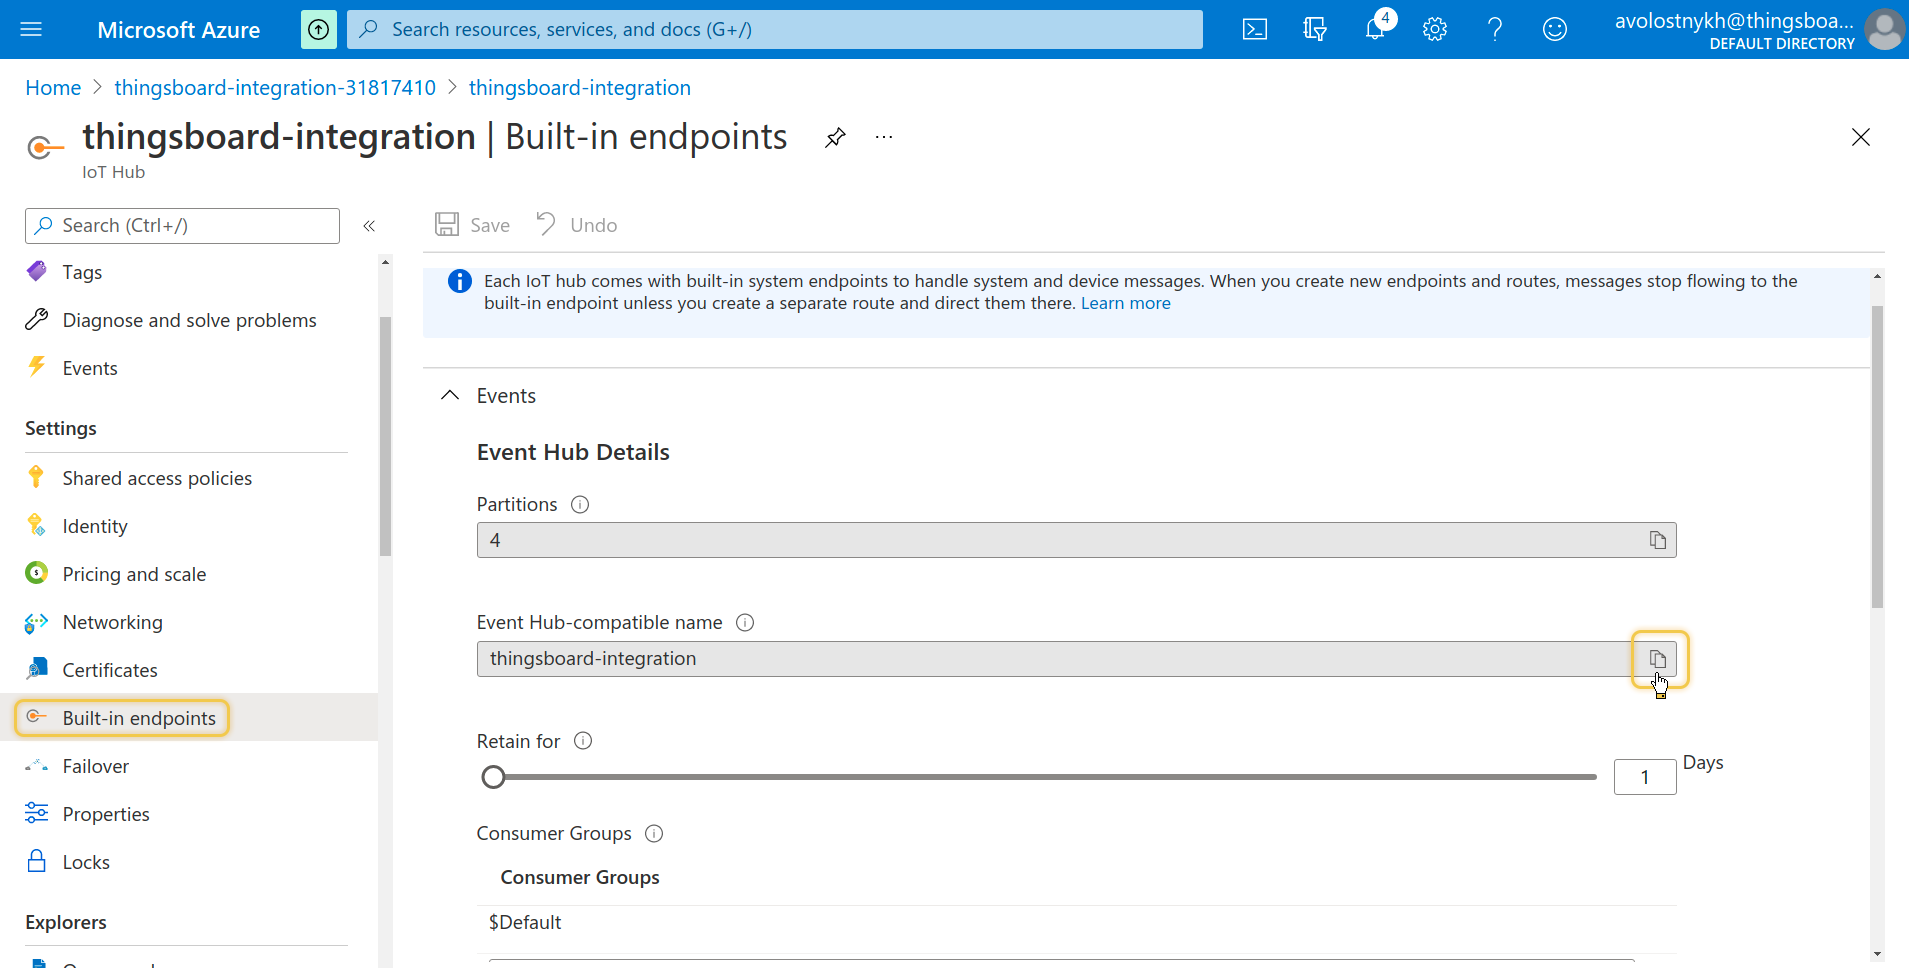 Microsoft Azure
Search resources, services, and docs (G+/)
4
avolostnykh@thingsboa...
DEFAULT DIRECTORY
Home > thingsboard-integration-31817410 > thingsboard-integration
thingsboard-integration | Built-in endpoints
IoT Hub
Search (Ctrl+/)
Tags
Diagnose and solve problems
Events
Settings
Shared access policies
Identity
Pricing and scale
Networking
Certificates
Built-in endpoints
Failover
Properties
Locks
Explorers
Save
Undo
Each IoT hub comes with built-in system endpoints to handle system and device messages. When you create new endpoints and routes, messages stop flowing to the
built-in endpoint unless you create a separate route and direct them there. Learn more
Events
Event Hub Details
Partitions
4
Event Hub-compatible name
thingsboard-integration
Retain for
1
Days
Consumer Groups
Consumer Groups
$Default